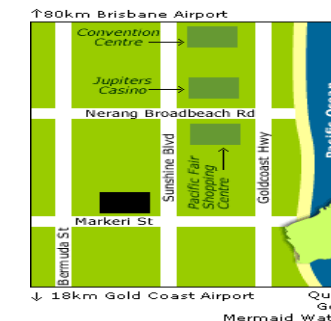 ↑80km Brisbane Airport
Convention
Centre
Jupiters
Casino
Nerang Broadbeach Rd
Sunshine Blvd
Pacific Fair
Shopping
Centre
Goldcoast Hwy
Pacific Ocean
Markeri St
Bermuda St
↓ 18km Gold Coast Airport
Mermaid Wat